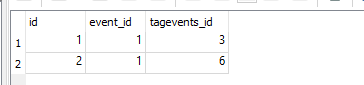 id event_id tagevents_id
1 1 1 3
2 2 1 6